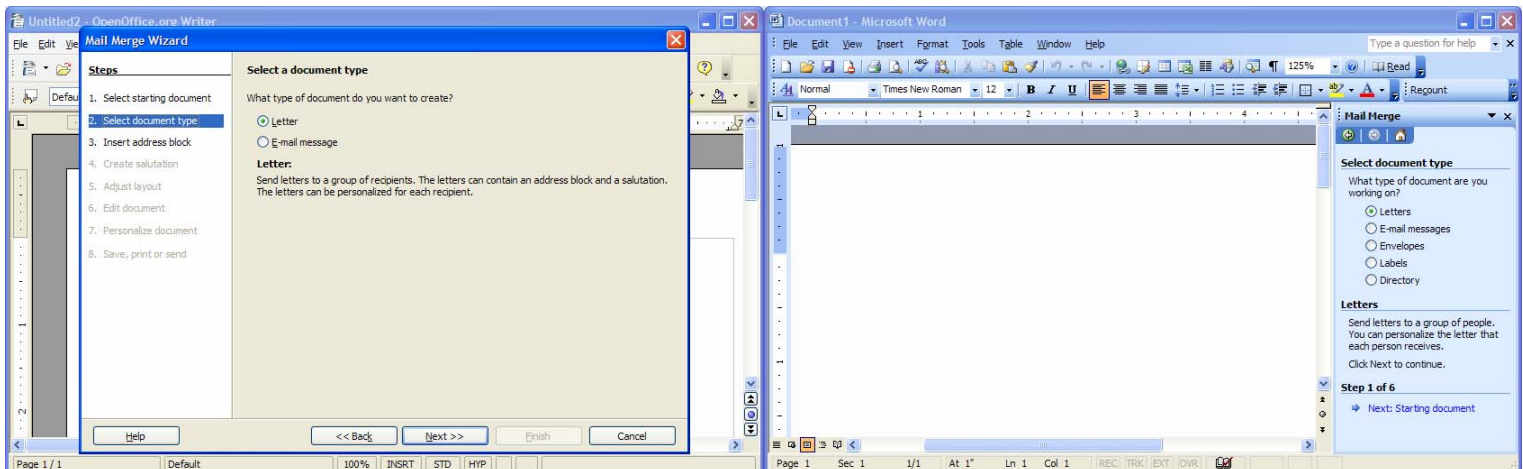 Untitled2 - OpenOffice.org Writer
File Edit Vie
Defau
Mail Merge Wizard
Steps
1. Select starting document
2. Select document type
3. Insert address block
4. Create salutation
5. Adjust layout
6. Edit document
7. Personalize document
8. Save, print or send
Select a document type
What type of document do you want to create?
Letter
E-mail message
Letter:
Send letters to a group of recipients. The letters can contain an address block and a salutation.
The letters can be personalized for each recipient.
Help
<< Back
Next >>
Finish
Cancel
Page 1 / 1 Default 100% INSRT STD HYP
Document1 - Microsoft Word
File Edit View Insert Format Tools Table Window Help
Type a question for help
125% Read
Normal Times New Roman 12 B I U Recount
1 2 3 4
Mail Merge
Select document type
What type of document are you
working on?
Letters
E-mail messages
Envelopes
Labels
Directory
Letters
Send letters to a group of people.
You can personalize the letter that
each person receives.
Click Next to continue.
Step 1 of 6
Next: Starting document
Page 1 Sec 1 1/1 At 1" Ln 1 Col 1 REC TRK EXT OVR